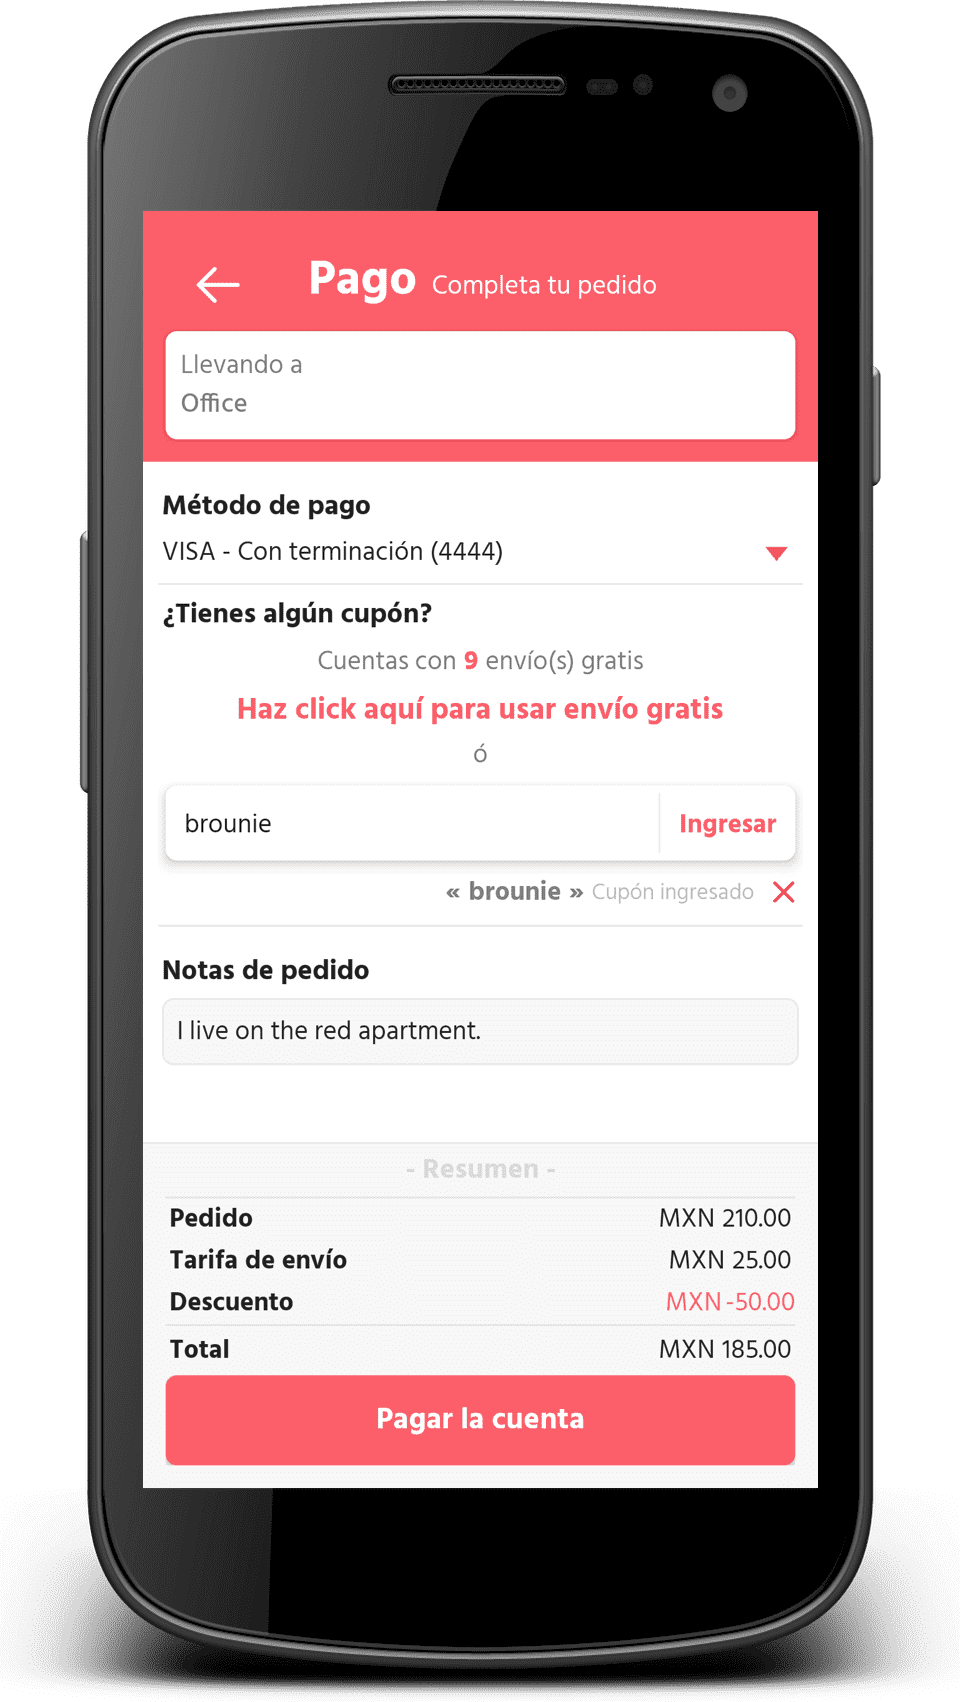 Pago Completa tu pedido
Llevando a
Office
Método de pago
VISA - Con terminación (4444)
¿Tienes algún cupón?
Cuentas con 9 envío(s) gratis
Haz click aquí para usar envío gratis
ó
brounie Ingresar
« brounie » Cupón ingresado
Notas de pedido
I live on the red apartment.
- Resumen -
Pedido MXN 210.00
Tarifa de envío MXN 25.00
Descuento MXN -50.00
Total MXN 185.00
Pagar la cuenta